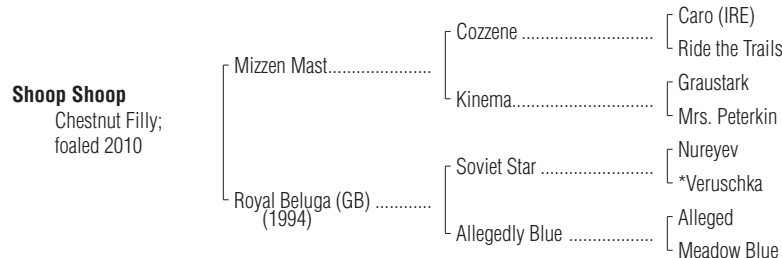 Shoop Shoop
Chestnut Filly;
foaled 2010
Mizzen Mast....................
Royal Beluga (GB) ............
(1994)
Cozzene .........................
Kinema...........................
Soviet Star ......................
Allegedly Blue ..................
Caro (IRE)
Ride the Trails
Graustark
Mrs. Peterkin
Nureyev
*Veruschka
Alleged
Meadow Blue